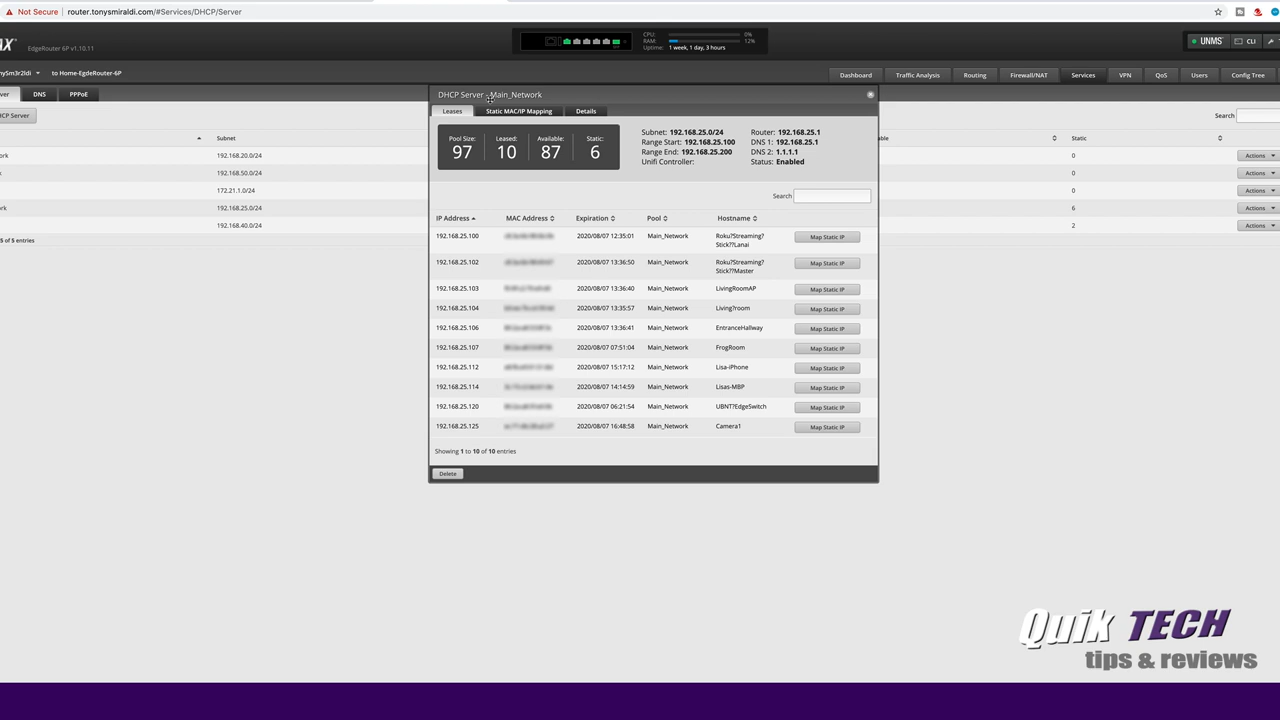 Not Secure router.tonysmiraldi.com/#Services/DHCP/Server
AX EdgeRouter 6P v1.10.11
CPU: 0%
RAM: 12%
Uptime: 1 week, 1 day, 3 hours
UNMS CLI
nySm3r2ldi to Home-EgdeRouter-6P
Dashboard Traffic Analysis Routing Firewall/NAT Services VPN QoS Users Config Tree
ver DNS PPPoE
CP Server Search
Subnet Static
ork 192.168.20.0/24 0 Actions
k 192.168.50.0/24 0 Actions
172.21.1.0/24 0 Actions
ork 192.168.25.0/24 6 Actions
192.168.40.0/24 2 Actions
5 of 5 entries
DHCP Server - Main_Network
Leases Static MAC/IP Mapping Details
Pool Size: Leased: Available: Static:
97 10 87 6
Subnet: 192.168.25.0/24 Router: 192.168.25.1
Range Start: 192.168.25.100 DNS 1: 192.168.25.1
Range End: 192.168.25.200 DNS 2: 1.1.1.1
Unifi Controller: Status: Enabled
Search
IP Address MAC Address Expiration Pool Hostname
192.168.25.100 2020/08/07 12:35:01 Main_Network Roku?Streaming?
Stick??Lanai Map Static IP
192.168.25.102 2020/08/07 13:36:50 Main_Network Roku?Streaming?
Stick??Master Map Static IP
192.168.25.103 2020/08/07 13:36:40 Main_Network LivingRoomAP Map Static IP
192.168.25.104 2020/08/07 13:35:57 Main_Network Living?room Map Static IP
192.168.25.106 2020/08/07 13:36:41 Main_Network EntranceHallway Map Static IP
192.168.25.107 2020/08/07 07:51:04 Main_Network FrogRoom Map Static IP
192.168.25.112 2020/08/07 15:17:12 Main_Network Lisa-iPhone Map Static IP
192.168.25.114 2020/08/07 14:14:59 Main_Network Lisas-MBP Map Static IP
192.168.25.120 2020/08/07 06:21:54 Main_Network UBNT?EdgeSwitch Map Static IP
192.168.25.125 2020/08/07 16:48:58 Main_Network Camera1 Map Static IP
Showing 1 to 10 of 10 entries
Delete
Quik TECH
tips & reviews